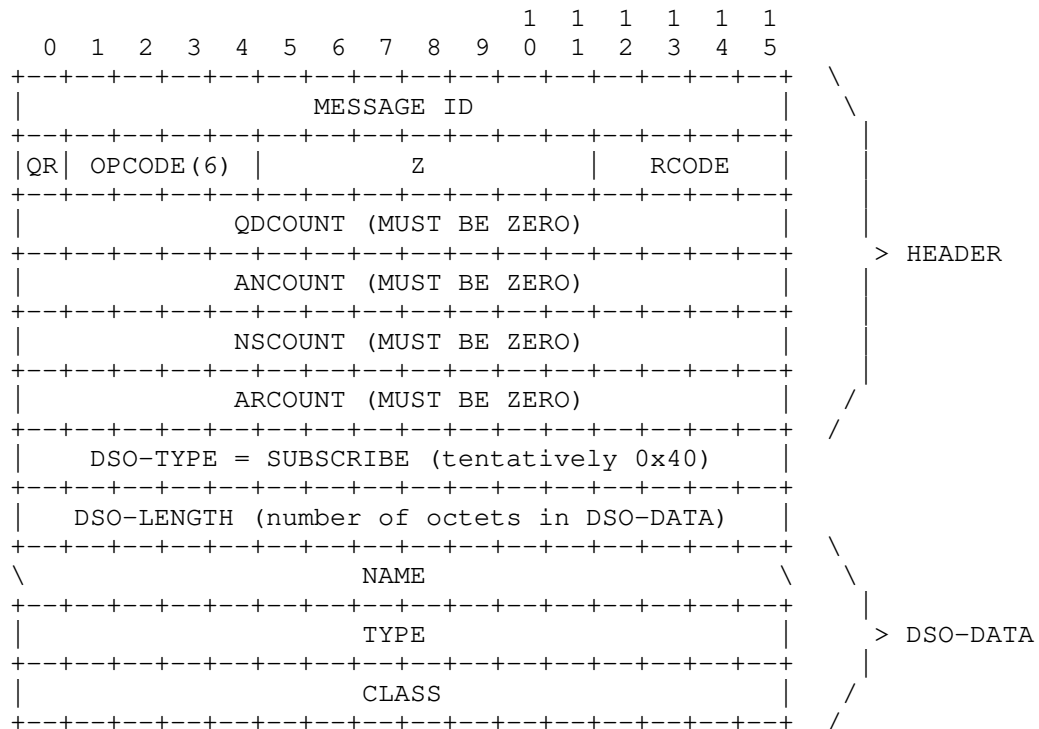 1  1  1  1  1  1
   0  1  2  3  4  5  6  7  8  9  0  1  2  3  4  5
 +--+--+--+--+--+--+--+--+--+--+--+--+--+--+--+--+  \
 |                  MESSAGE ID                   |   \
 +--+--+--+--+--+--+--+--+--+--+--+--+--+--+--+--+    |
 |QR| OPCODE(6) |         Z          |   RCODE   |    |
 +--+--+--+--+--+--+--+--+--+--+--+--+--+--+--+--+    |
 |             QDCOUNT (MUST BE ZERO)            |    |
 +--+--+--+--+--+--+--+--+--+--+--+--+--+--+--+--+    > HEADER
 |             ANCOUNT (MUST BE ZERO)            |    |
 +--+--+--+--+--+--+--+--+--+--+--+--+--+--+--+--+    |
 |             NSCOUNT (MUST BE ZERO)            |    |
 +--+--+--+--+--+--+--+--+--+--+--+--+--+--+--+--+    |
 |             ARCOUNT (MUST BE ZERO)            |   /
 +--+--+--+--+--+--+--+--+--+--+--+--+--+--+--+--+  /
 |    DSO-TYPE = SUBSCRIBE (tentatively 0x40)    |
 +--+--+--+--+--+--+--+--+--+--+--+--+--+--+--+--+
 |   DSO-LENGTH (number of octets in DSO-DATA)   |
 +--+--+--+--+--+--+--+--+--+--+--+--+--+--+--+--+  \
 \                     NAME                      \   \
 +--+--+--+--+--+--+--+--+--+--+--+--+--+--+--+--+    |
 |                     TYPE                      |    > DSO-DATA
 +--+--+--+--+--+--+--+--+--+--+--+--+--+--+--+--+    |
 |                     CLASS                     |   /
 +--+--+--+--+--+--+--+--+--+--+--+--+--+--+--+--+  /